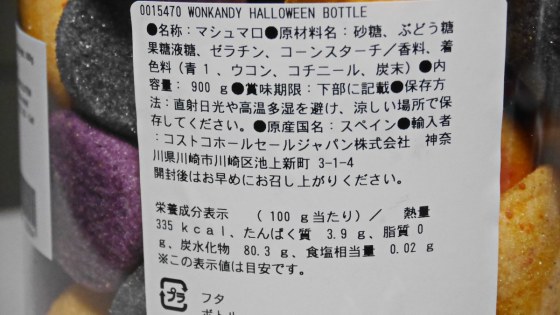 0015470 WONKANDY HALLOWEEN BOTTLE
●名称：マシュマロ●原材料名：砂糖、ぶどう糖
果糖液糖、ゼラチン、コーンスターチ／香料、着
色料（青１、ウコン、コチニール、炭末）●内
容量：900ｇ●賞味期限：下部に記載●保存方
法：直射日光や高温多湿を避け、涼しい場所で保
存してください。●原産国名：スペイン●輸入者
：コストコホールセールジャパン株式会社 神奈
川県川崎市川崎区池上新町 3-1-4
開封後はお早めにお召し上がりください。
栄養成分表示 （100ｇ当たり）／ 熱量
335ｋｃａｌ、たんぱく質 3.9ｇ、脂質 0
ｇ、炭水化物 80.3ｇ、食塩相当量 0.02ｇ
※この表示値は目安です。
プラ
フタ
ボトル